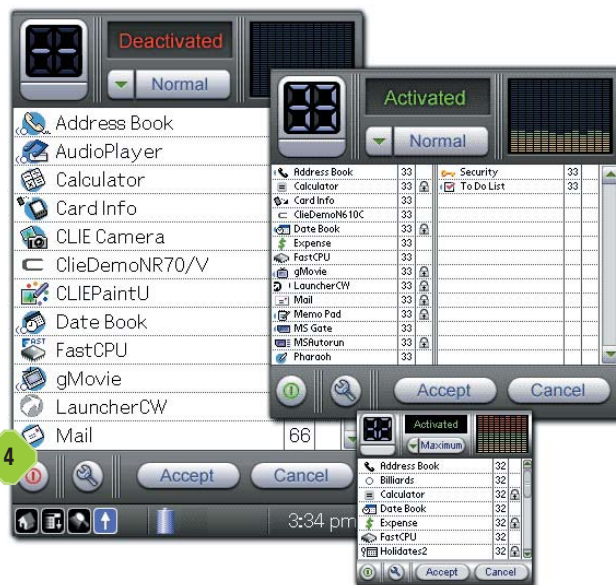 Deactivated
Normal
Address Book
AudioPlayer
Calculator
Card Info
CLIE Camera
ClieDemoNR70/V
CLIEPaintU
Date Book
FAST
FastCPU
gMovie
LauncherCW
Mail 66
4
Accept Cancel
3:34 pm
Activated
Normal
Address Book 33
Calculator 33
Card Info 33
ClieDemoN610C 33
Date Book 33
Expense 33
FastCPU 33
gMovie 33
LauncherCW 33
Mail 33
Memo Pad 33
MS Gate 33
MSAutorun 33
Pharaoh 33
Security 33
To Do List 33
Accept Cancel
Activated
Maximum
Address Book 32
Billiards 32
Calculator 32
Date Book 32
Expense 32
FastCPU 32
Holidates2 32
Accept Cancel